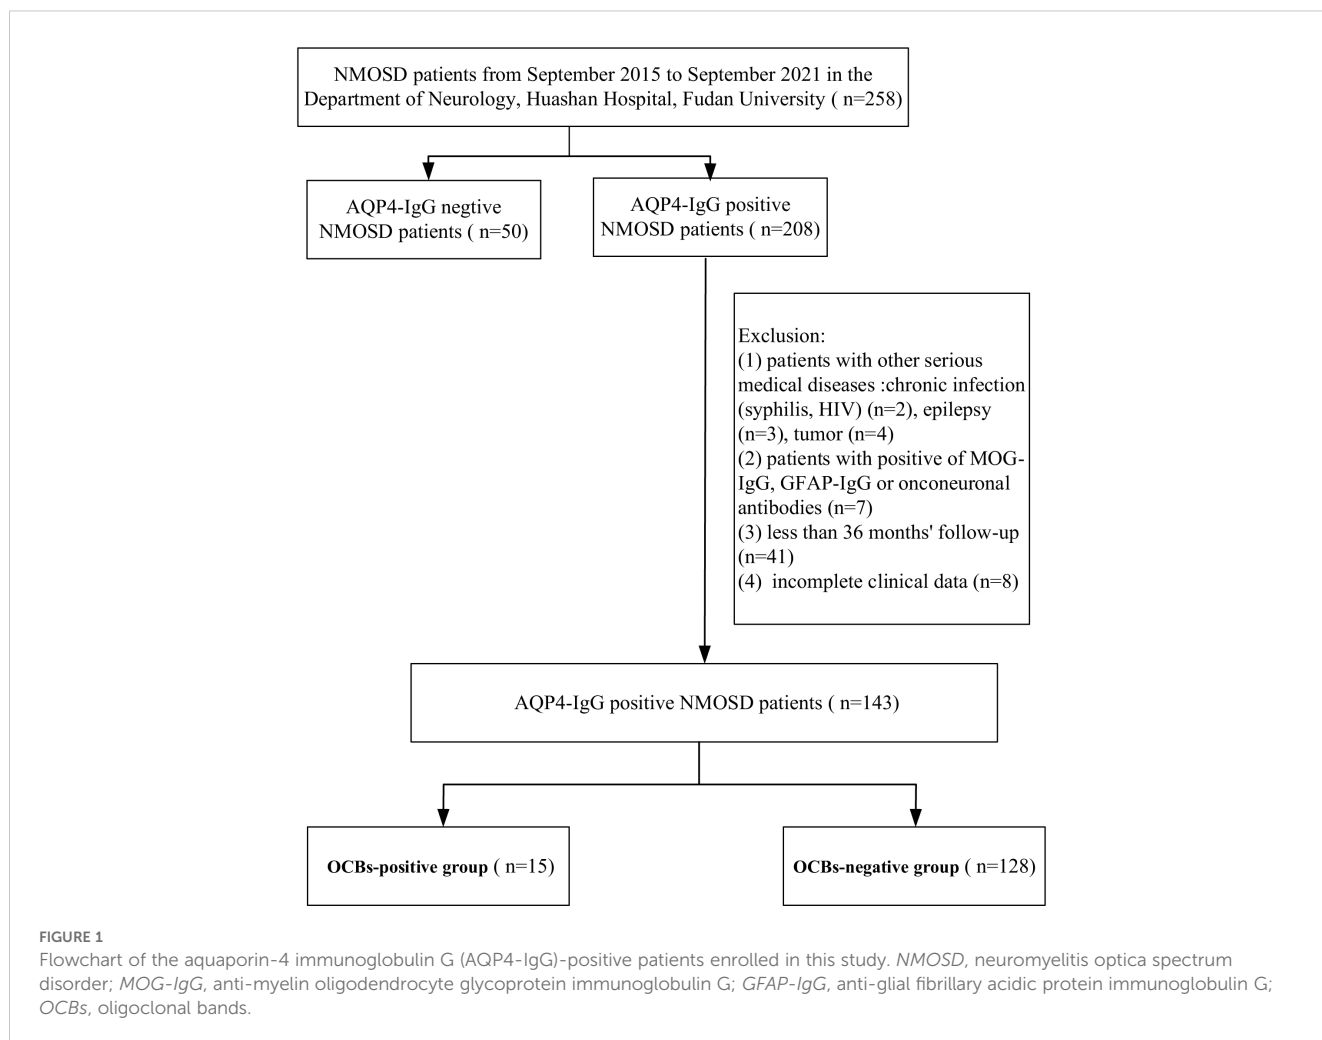 NMOSD patients from September 2015 to September 2021 in the
Department of Neurology, Huashan Hospital, Fudan University ( n=258)
AQP4-IgG negtive
NMOSD patients ( n=50)
AQP4-IgG positive
NMOSD patients ( n=208)
Exclusion:
(1) patients with other serious
medical diseases :chronic infection
(syphilis, HIV) (n=2), epilepsy
(n=3), tumor (n=4)
(2) patients with positive of MOG-
IgG, GFAP-IgG or onconeuronal
antibodies (n=7)
(3) less than 36 months' follow-up
(n=41)
(4) incomplete clinical data (n=8)
AQP4-IgG positive NMOSD patients ( n=143)
OCBs-positive group ( n=15)
OCBs-negative group ( n=128)
FIGURE 1
Flowchart of the aquaporin-4 immunoglobulin G (AQP4-IgG)-positive patients enrolled in this study. NMOSD, neuromyelitis optica spectrum
disorder; MOG-IgG, anti-myelin oligodendrocyte glycoprotein immunoglobulin G; GFAP-IgG, anti-glial fibrillary acidic protein immunoglobulin G;
OCBs, oligoclonal bands.